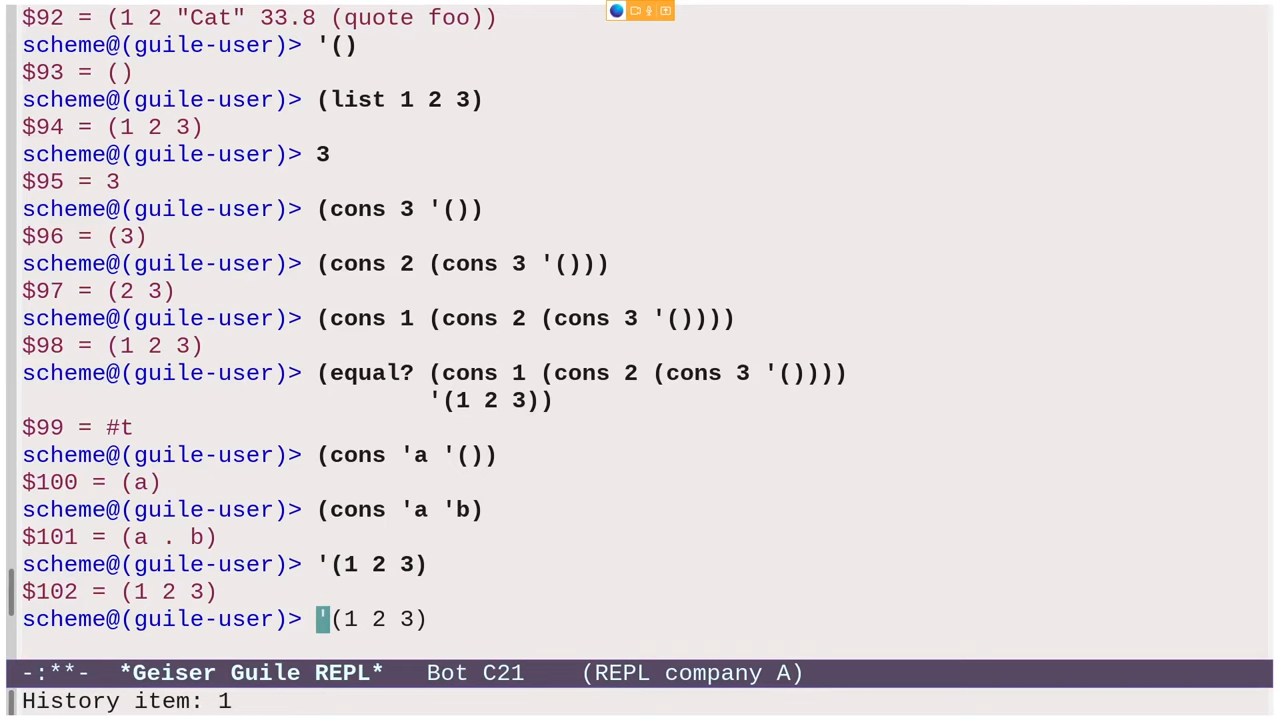 $92 = (1 2 "Cat" 33.8 (quote foo))
scheme@(guile-user)> '()
$93 = ()
scheme@(guile-user)> (list 1 2 3)
$94 = (1 2 3)
scheme@(guile-user)> 3
$95 = 3
scheme@(guile-user)> (cons 3 '())
$96 = (3)
scheme@(guile-user)> (cons 2 (cons 3 '()))
$97 = (2 3)
scheme@(guile-user)> (cons 1 (cons 2 (cons 3 '())))
$98 = (1 2 3)
scheme@(guile-user)> (equal? (cons 1 (cons 2 (cons 3 '())))
'(1 2 3))
$99 = #t
scheme@(guile-user)> (cons 'a '())
$100 = (a)
scheme@(guile-user)> (cons 'a 'b)
$101 = (a . b)
scheme@(guile-user)> '(1 2 3)
$102 = (1 2 3)
scheme@(guile-user)> '(1 2 3)
-:**-  *Geiser Guile REPL*   Bot C21    (REPL company A)
History item: 1